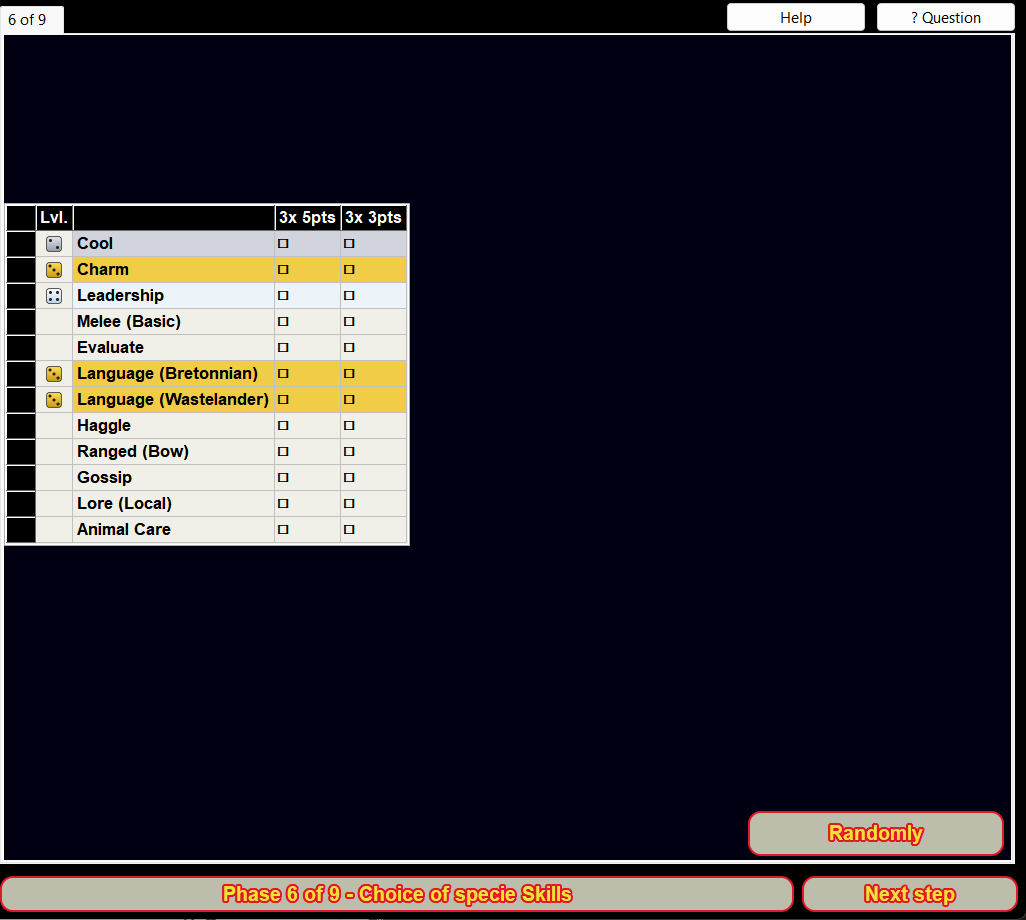 6 of 9
Help
? Question
Lvl. 3x 5pts 3x 3pts
Cool
Charm
Leadership
Melee (Basic)
Evaluate
Language (Bretonnian)
Language (Wastelander)
Haggle
Ranged (Bow)
Gossip
Lore (Local)
Animal Care
Randomly
Phase 6 of 9 - Choice of specie Skills
Next step